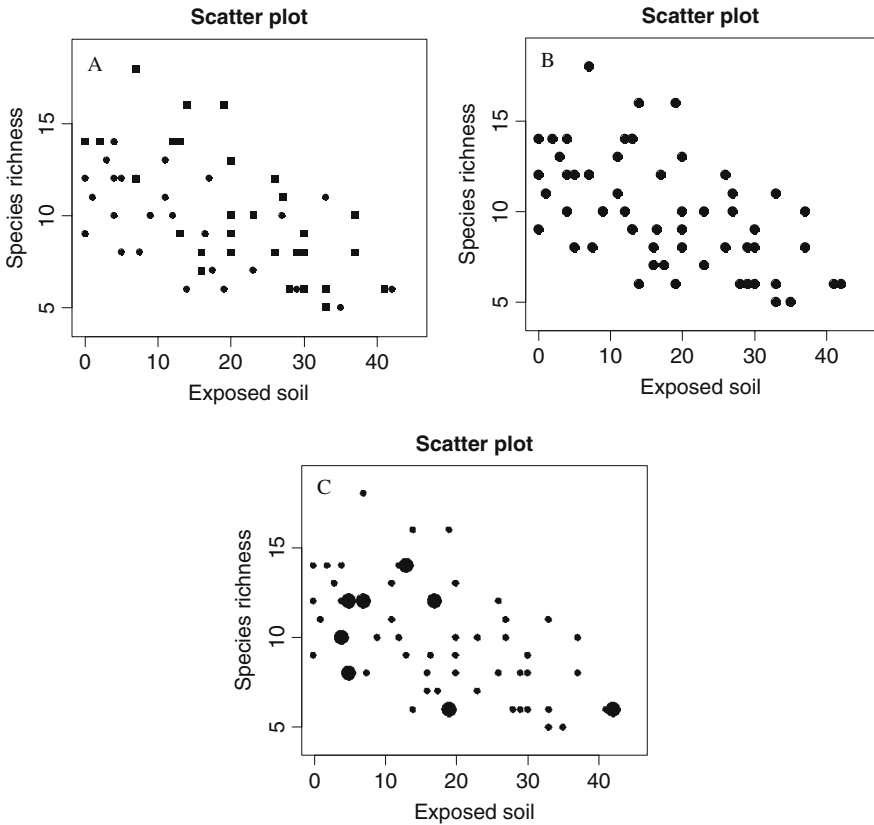 Scatter plot
A
Species richness
15
10
5
0 10 20 30 40
Exposed soil
Scatter plot
B
Species richness
15
10
5
0 10 20 30 40
Exposed soil
Scatter plot
C
Species richness
15
10
5
0 10 20 30 40
Exposed soil